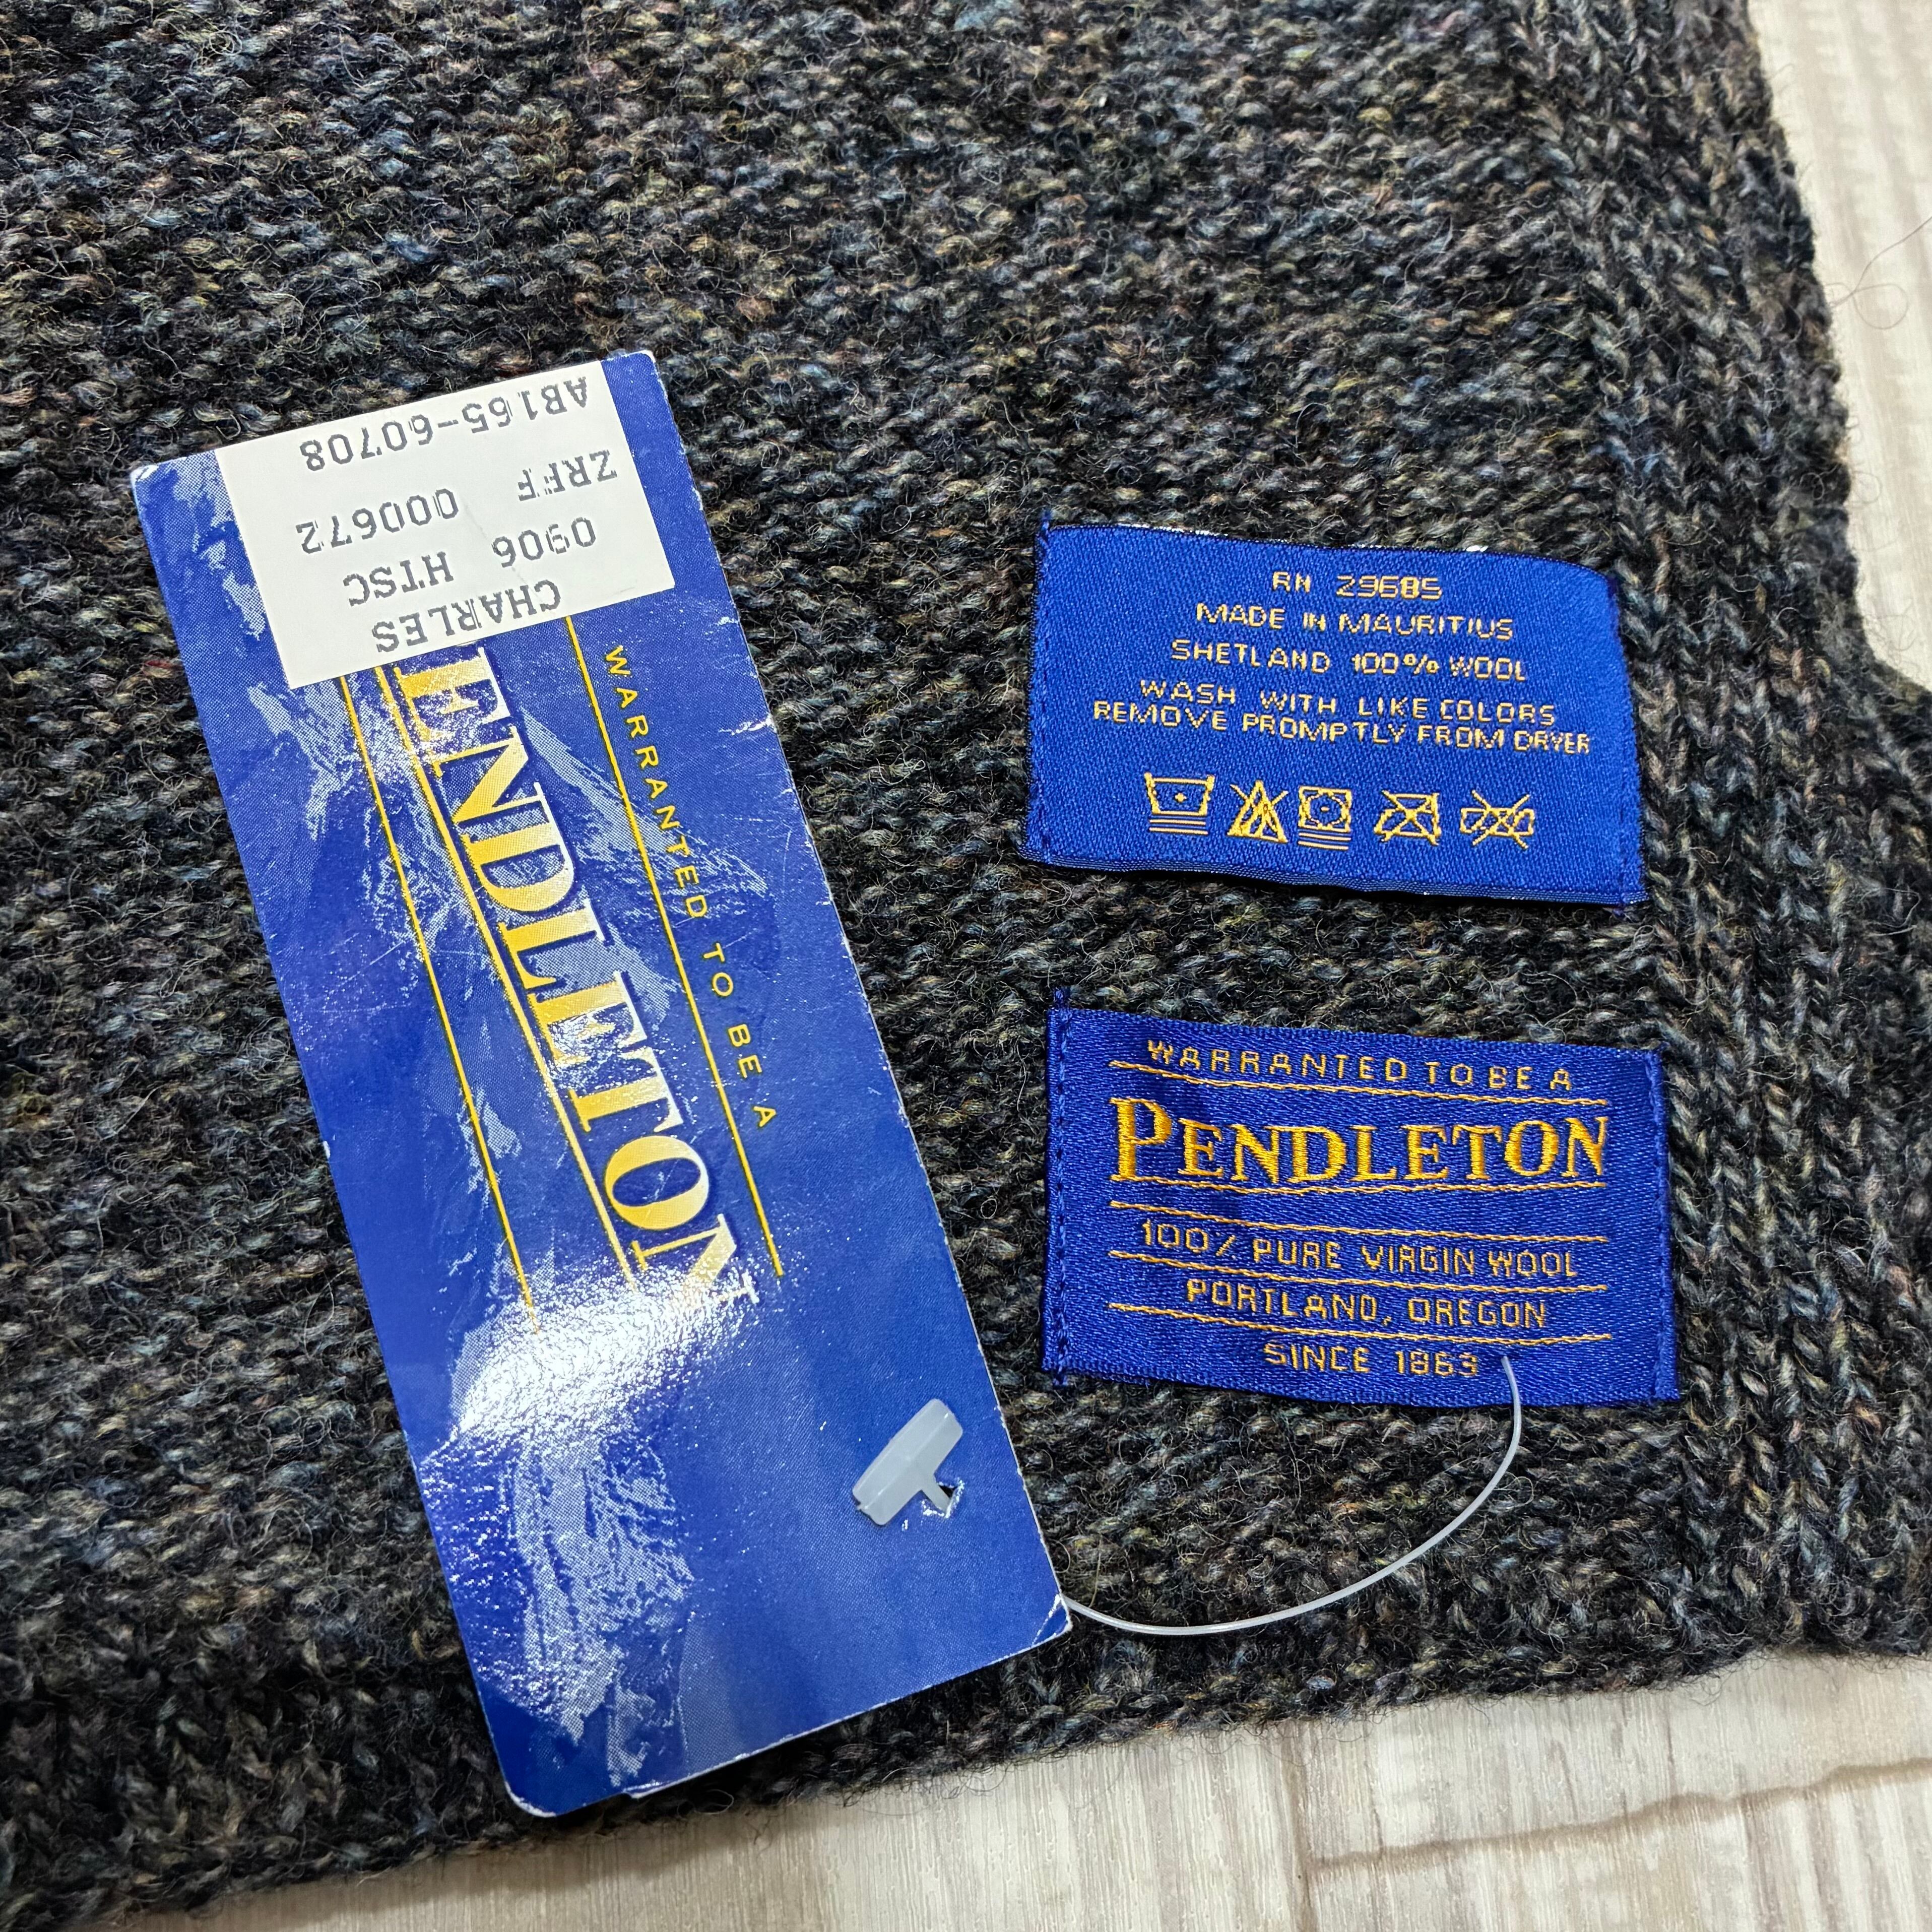 AB165-60708
ZRFF 000672
0906 HTSC
CHARLES
ENDLETON
WARRANTED TO BE A
RN 29685
MADE IN MAURITIUS
SHETLAND 100% WOOL
WASH WITH LIKE COLORS
REMOVE PROMPTLY FROM DRYER
WARRANTED TO BE A
PENDLETON
100% PURE VIRGIN WOOL
PORTLAND, OREGON
SINCE 1863